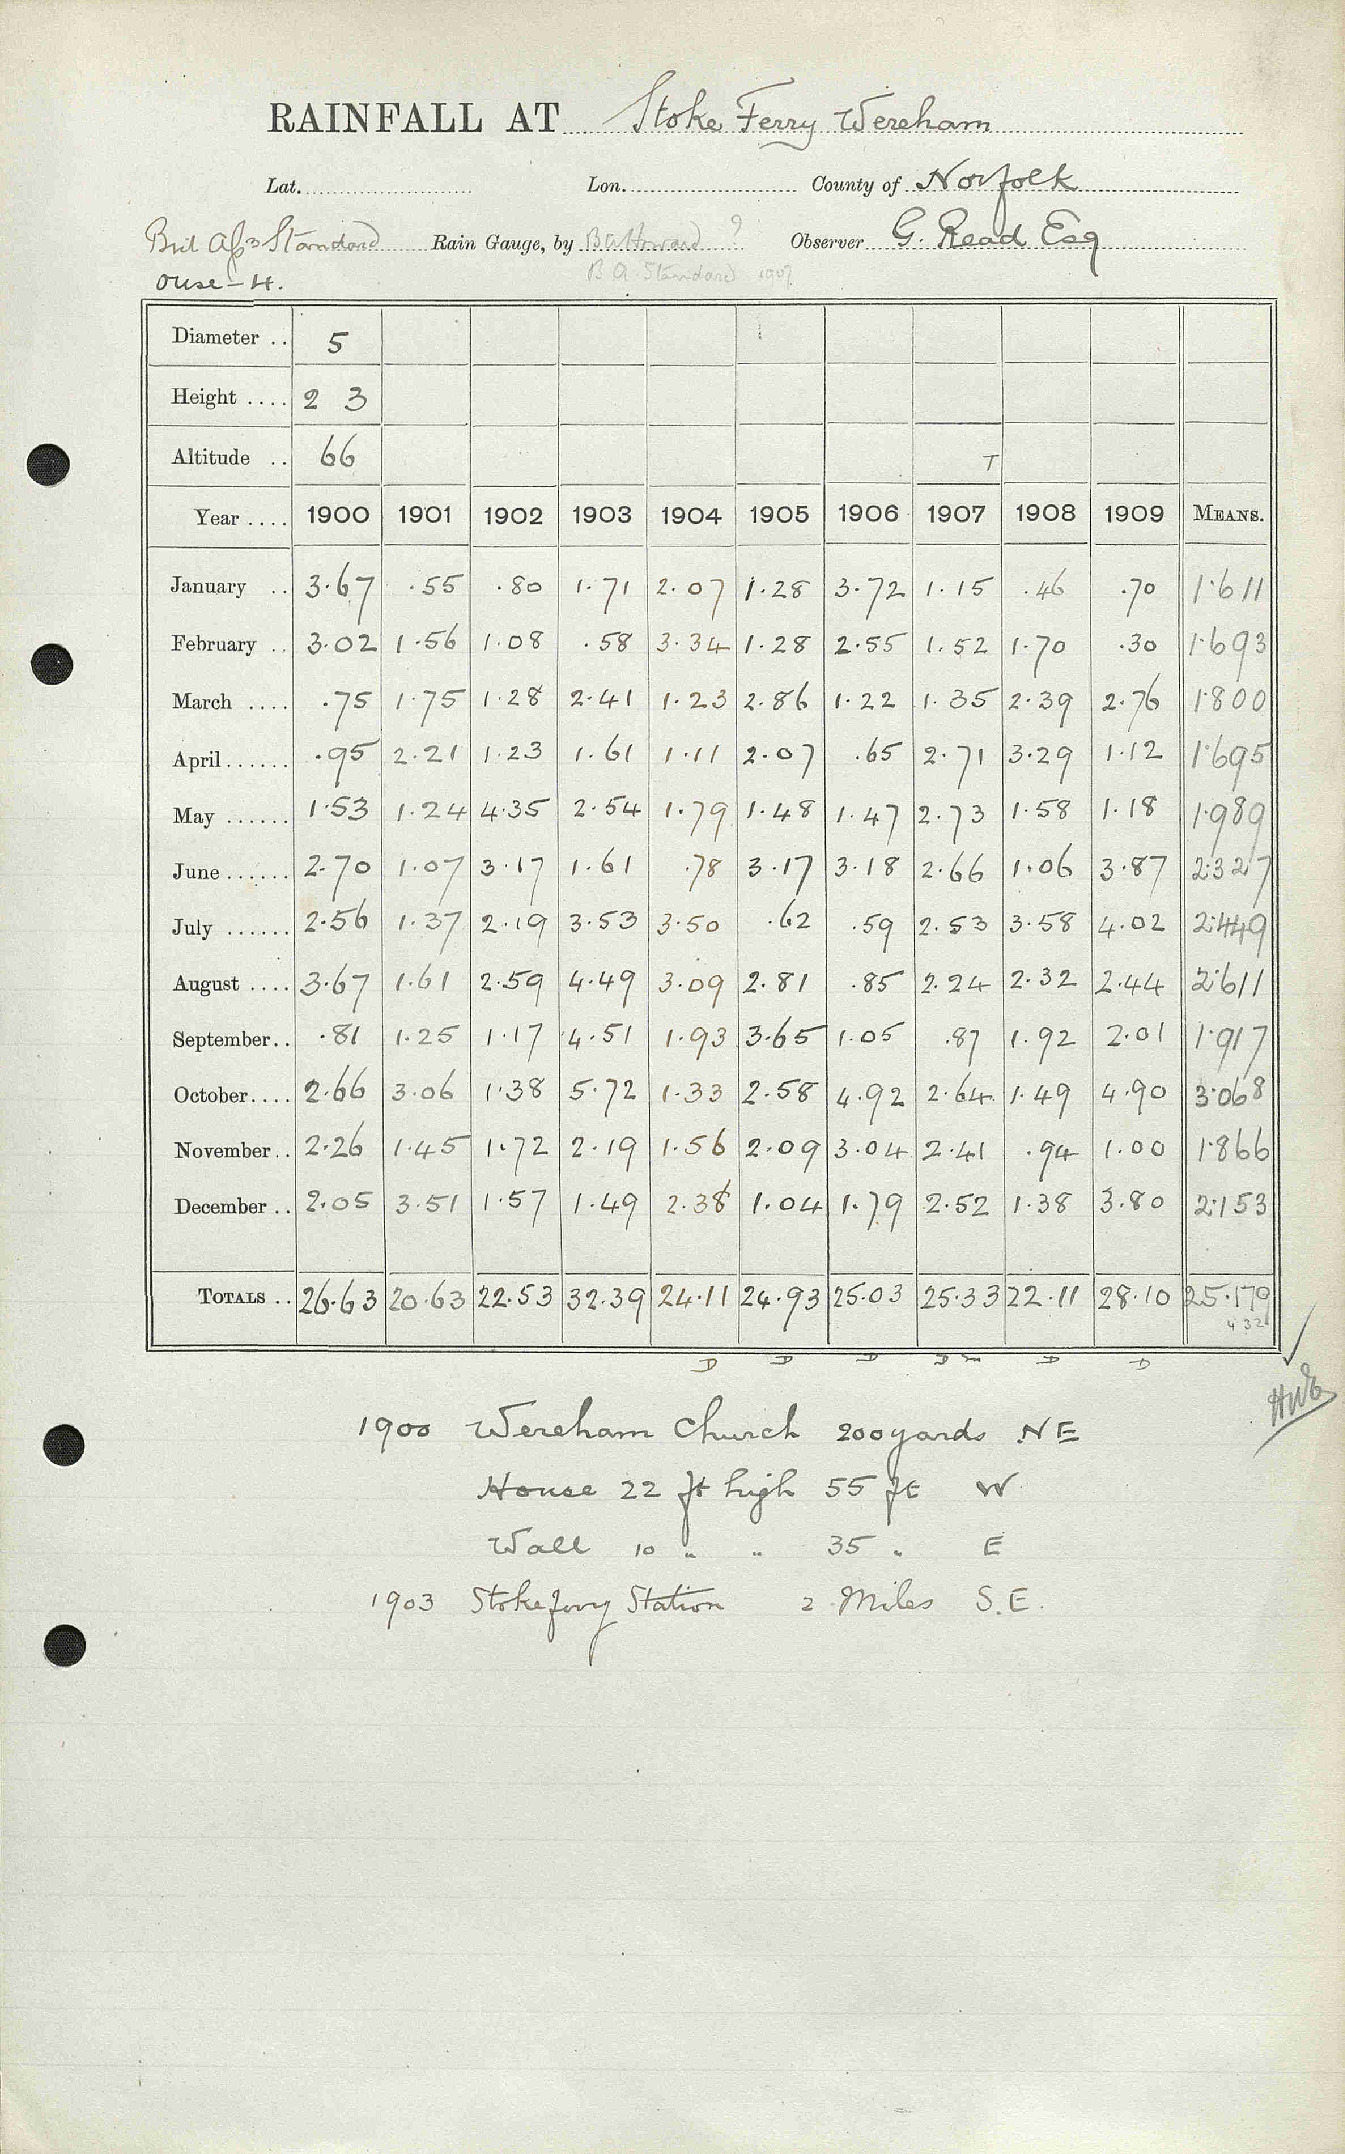 RAINFALL AT Stoke Ferry Wereham
Lat. Lon. County of Norfolk
Brit Assn Standard Rain Gauge, by Howard ? Observer G. Read Esq
Ouse - 4. B A Standard 1907
Diameter .. 5
Height .... 2 3
Altitude .. 66 T
Year .... 1900 1901 1902 1903 1904 1905 1906 1907 1908 1909 MEANS.
January .. 3.67 .55 .80 1.71 2.07 1.28 3.72 1.15 .46 .70 1.611
February .. 3.02 1.56 1.08 .58 3.34 1.28 2.55 1.52 1.70 .30 1.693
March .... .75 1.75 1.28 2.41 1.23 2.86 1.22 1.35 2.39 2.76 1.800
April ...... .95 2.21 1.23 1.61 1.11 2.07 .65 2.71 3.29 1.12 1.695
May ...... 1.53 1.24 4.35 2.54 1.79 1.48 1.47 2.73 1.58 1.18 1.989
June ...... 2.70 1.07 3.17 1.61 .78 3.17 3.18 2.66 1.06 3.87 2.327
July ...... 2.56 1.37 2.19 3.53 3.50 .62 .59 2.53 3.58 4.02 2.449
August .... 3.67 1.61 2.59 4.49 3.09 2.81 .85 2.24 2.32 2.44 2.611
September .. .81 1.25 1.17 4.51 1.93 3.65 1.05 .87 1.92 2.01 1.917
October .... 2.66 3.06 1.38 5.72 1.33 2.58 4.92 2.64 1.49 4.90 3.068
November .. 2.26 1.45 1.72 2.19 1.56 2.09 3.04 2.41 .94 1.00 1.866
December .. 2.05 3.51 1.57 1.49 2.38 1.04 1.79 2.52 1.38 3.80 2.153
TOTALS .. 26.63 20.63 22.53 32.39 24.11 24.93 25.03 25.33 22.11 28.10 25.179
432
D D D D D D
1900 Wereham Church 200 yards NE
House 22 ft high 55 ft W
Wall 10 " " 35 " E
1903 Stoke ferry Station 2 Miles S.E.